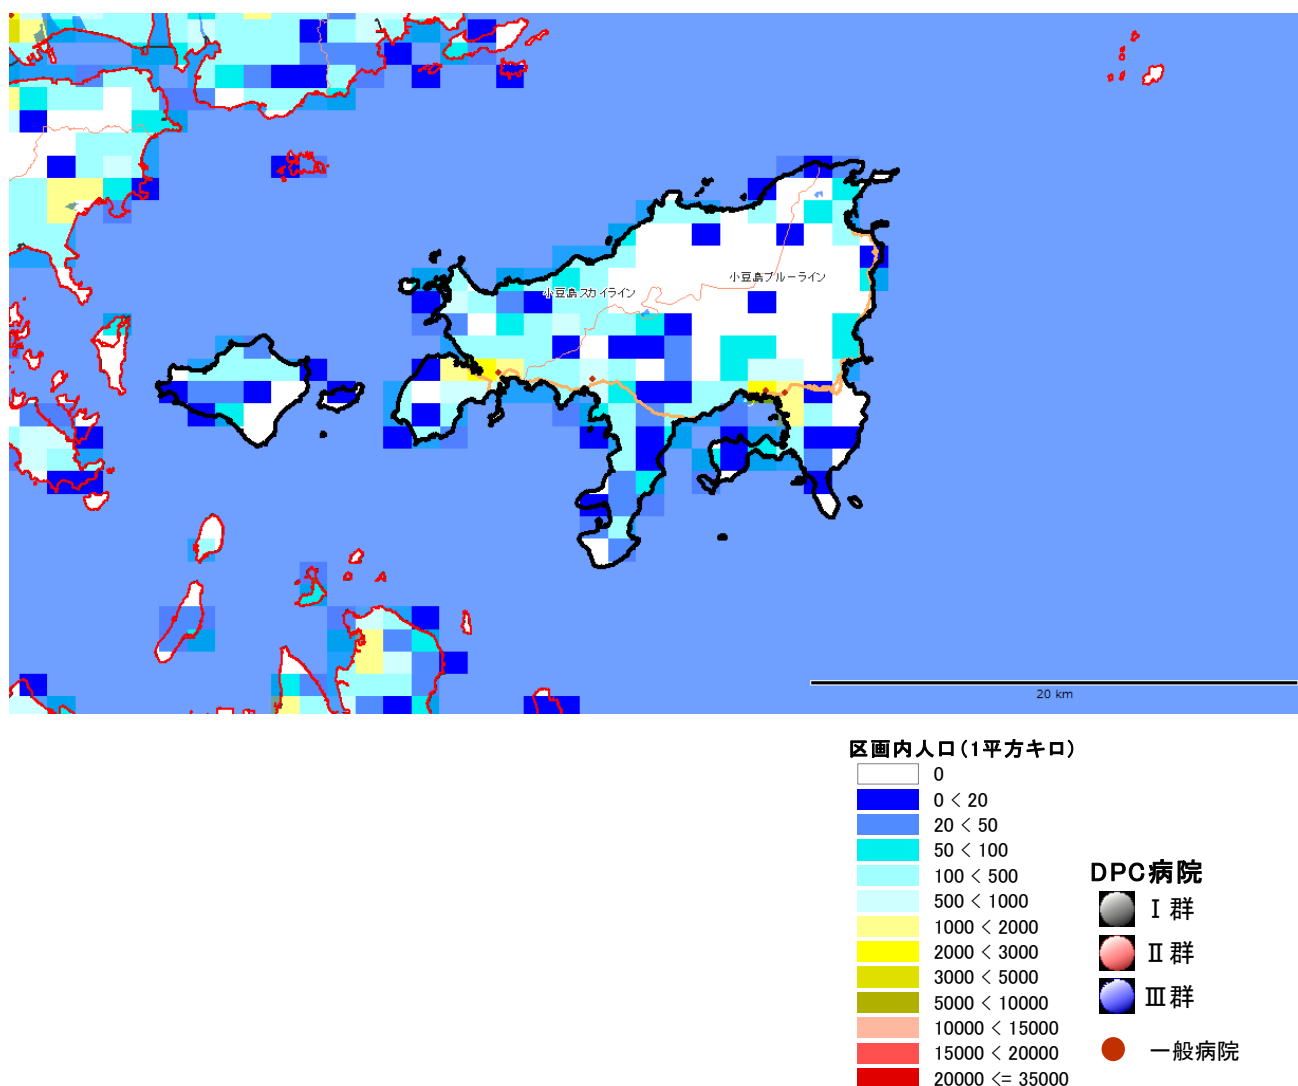 小豆島ブルーライン
小豆島スカイライン
20 km
区画内人口(1平方キロ)
0
0 < 20
20 < 50
50 < 100
100 < 500
500 < 1000
1000 < 2000
2000 < 3000
3000 < 5000
5000 < 10000
10000 < 15000
15000 < 20000
20000 <= 35000
DPC病院
Ⅰ群
Ⅱ群
Ⅲ群
一般病院